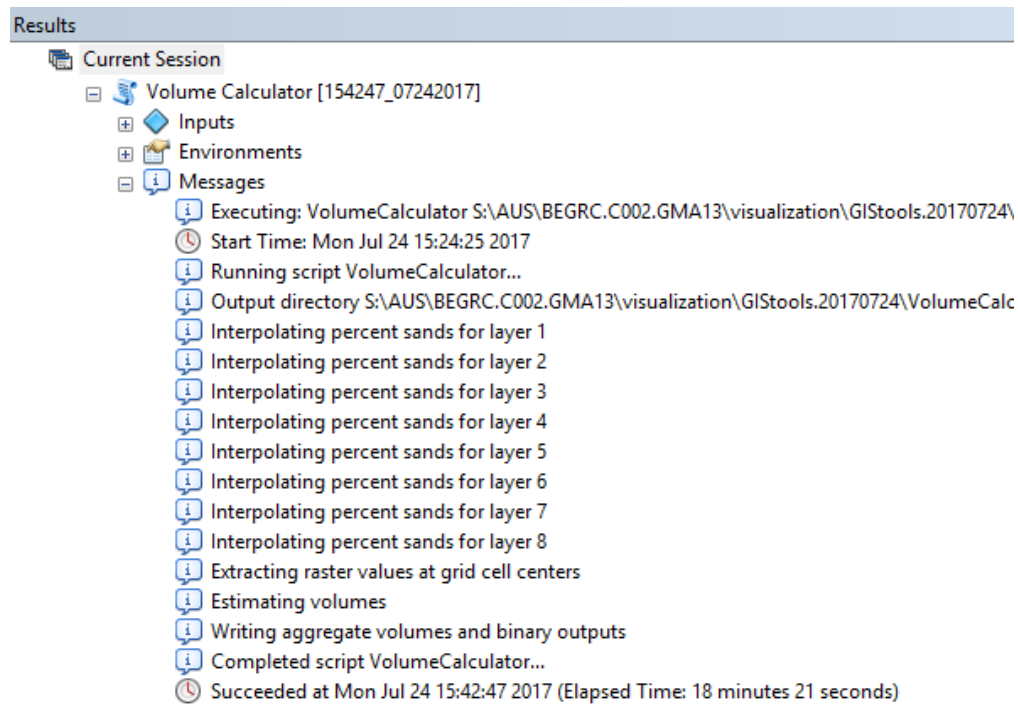 Results
Current Session
Volume Calculator [154247_07242017]
Inputs
Environments
Messages
Executing: VolumeCalculator S:\AUS\BEGRC.C002.GMA13\visualization\GIStools.20170724\
Start Time: Mon Jul 24 15:24:25 2017
Running script VolumeCalculator...
Output directory S:\AUS\BEGRC.C002.GMA13\visualization\GIStools.20170724\VolumeCalc
Interpolating percent sands for layer 1
Interpolating percent sands for layer 2
Interpolating percent sands for layer 3
Interpolating percent sands for layer 4
Interpolating percent sands for layer 5
Interpolating percent sands for layer 6
Interpolating percent sands for layer 7
Interpolating percent sands for layer 8
Extracting raster values at grid cell centers
Estimating volumes
Writing aggregate volumes and binary outputs
Completed script VolumeCalculator...
Succeeded at Mon Jul 24 15:42:47 2017 (Elapsed Time: 18 minutes 21 seconds)